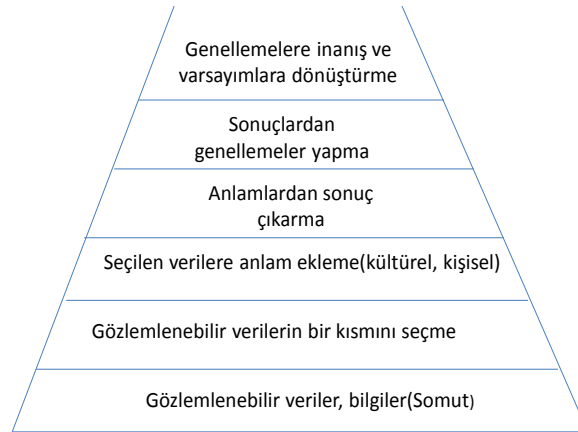 Genellemelere inanış ve
varsayımlara dönüştürme
Sonuçlardan
genellemeler yapma
Anlamlardan sonuç
çıkarma
Seçilen verilere anlam ekleme(kültürel, kişisel)
Gözlemlenebilir verilerin bir kısmını seçme
Gözlemlenebilir veriler, bilgiler(Somut)